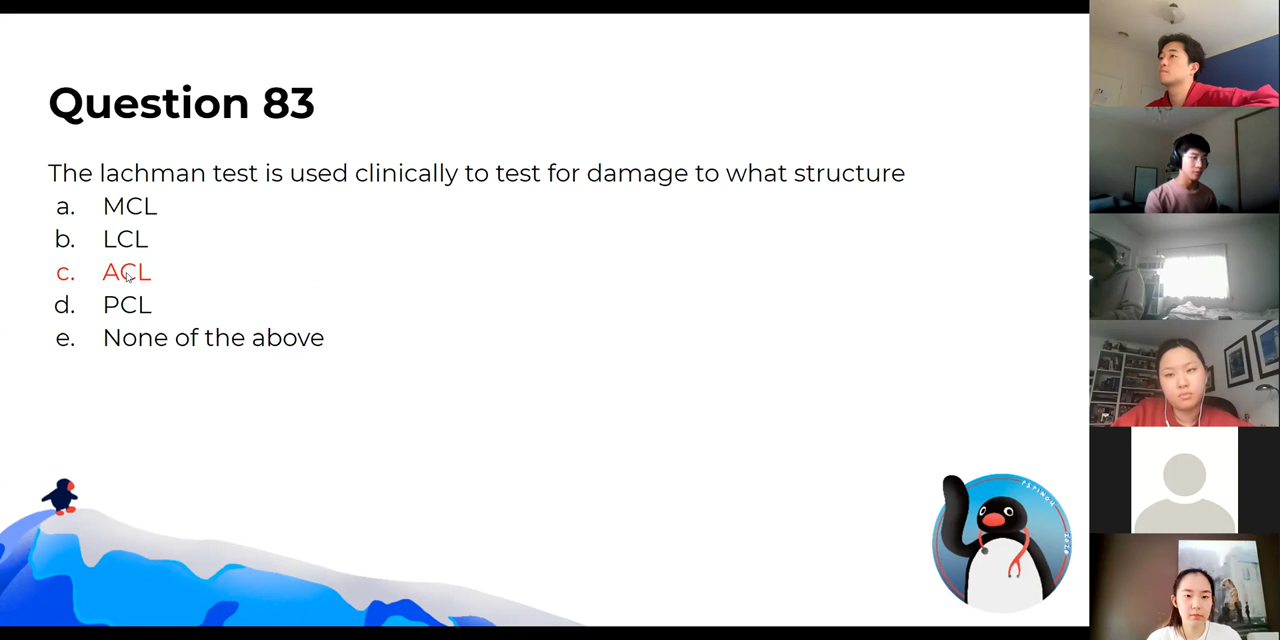 Question 83
The lachman test is used clinically to test for damage to what structure
a. MCL
b. LCL
c. ACL
d. PCL
e. None of the above